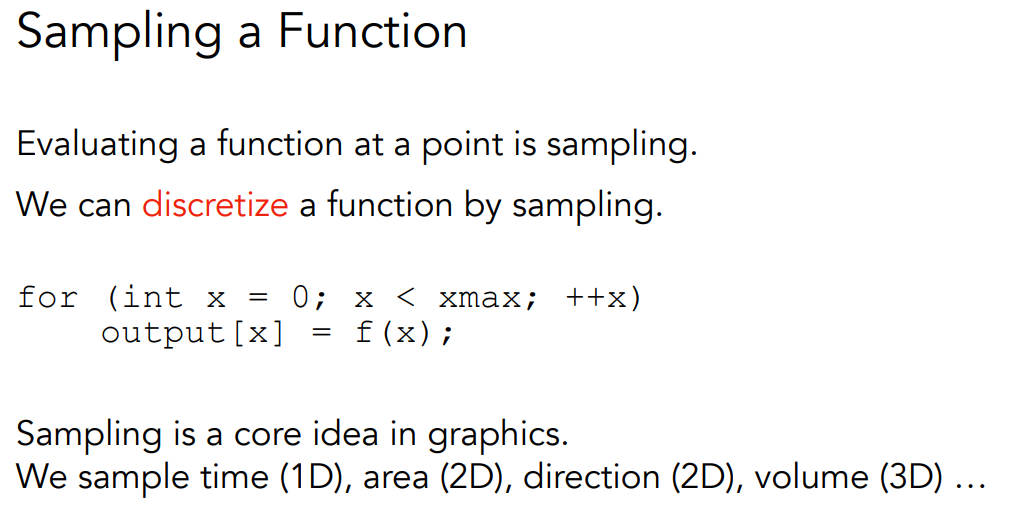 Sampling a Function
Evaluating a function at a point is sampling.
We can discretize a function by sampling.
for (int x = 0; x < xmax; ++x)
    output[x] = f(x);
Sampling is a core idea in graphics.
We sample time (1D), area (2D), direction (2D), volume (3D) …